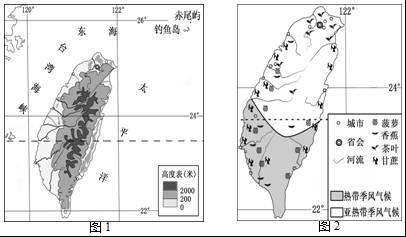 120° 122°
赤尾屿
东 海 26° 钓鱼岛
台
湾
海
峡
太
平
洋
24°
高度表(米)
2000
200
0
22°
图1
122°
26°
24°
城市 菠萝
省会 香蕉
河流 茶叶
甘蔗
热带季风气候
亚热带季风气候
22°
图2